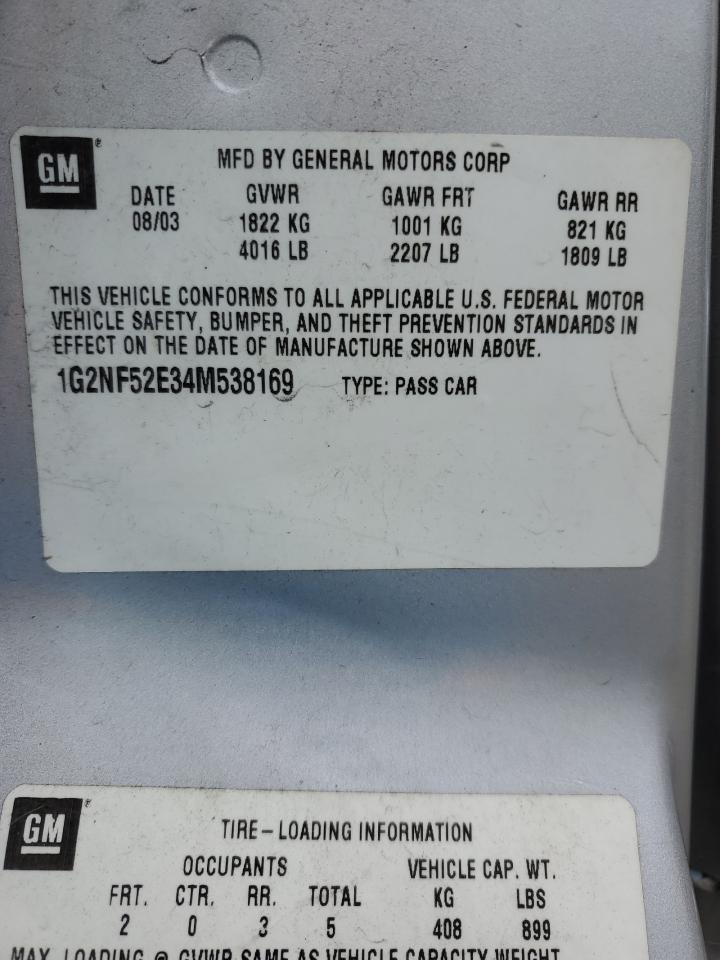 GM
MFD BY GENERAL MOTORS CORP
DATE GVWR GAWR FRT GAWR RR
08/03 1822 KG 1001 KG 821 KG
4016 LB 2207 LB 1809 LB
THIS VEHICLE CONFORMS TO ALL APPLICABLE U.S. FEDERAL MOTOR
VEHICLE SAFETY, BUMPER, AND THEFT PREVENTION STANDARDS IN
EFFECT ON THE DATE OF MANUFACTURE SHOWN ABOVE.
1G2NF52E34M538169 TYPE: PASS CAR
GM
TIRE-LOADING INFORMATION
OCCUPANTS VEHICLE CAP. WT.
FRT. CTR. RR. TOTAL KG LBS
2 0 3 5 408 899
MAX. LOADING @ GVWR SAME AS VEHICLE CAPACITY WEIGHT